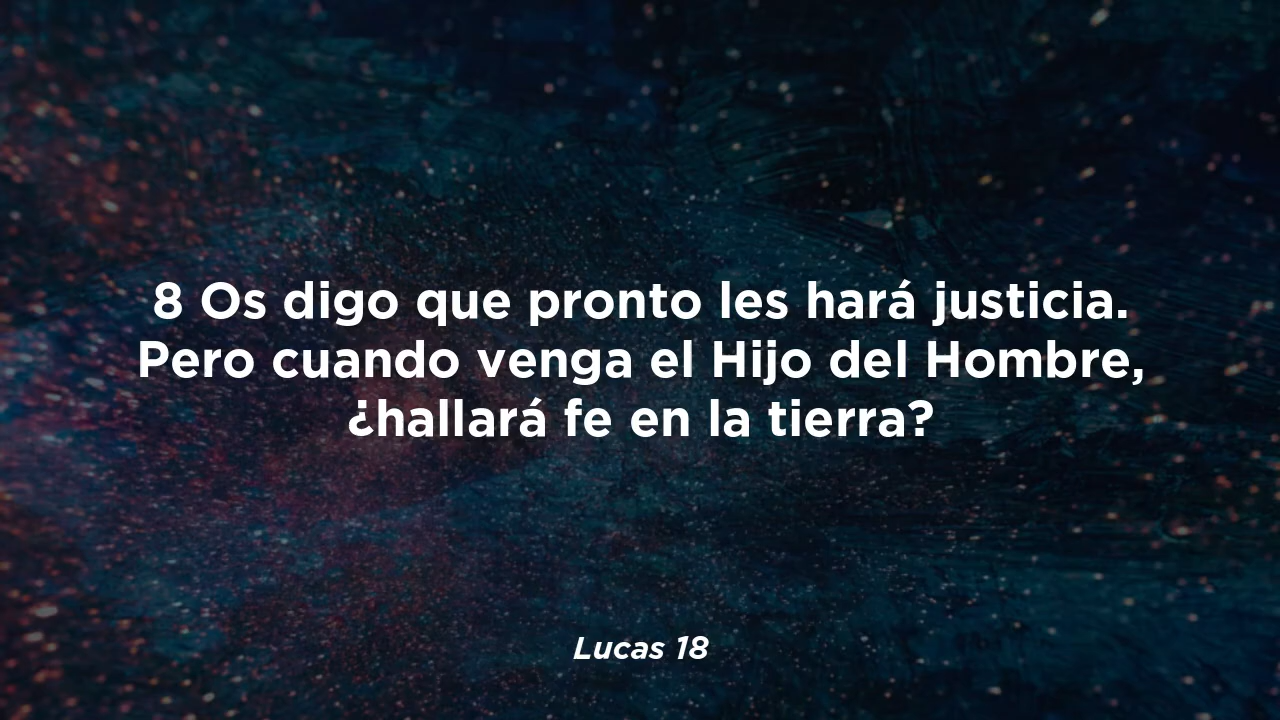 8 Os digo que pronto les hará justicia.
Pero cuando venga el Hijo del Hombre,
¿hallará fe en la tierra?
Lucas 18